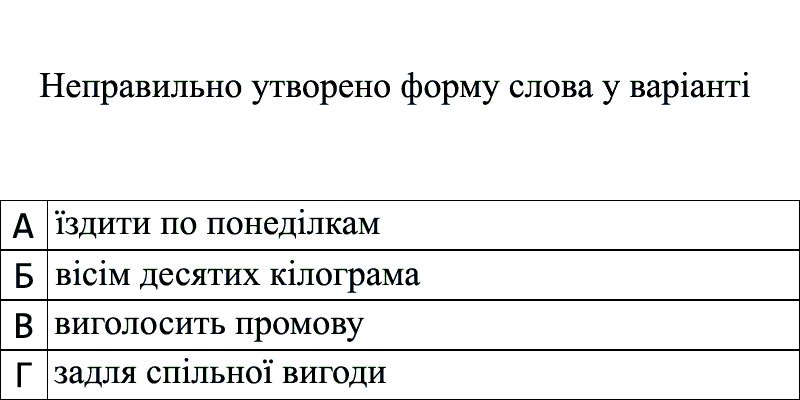 Неправильно утворено форму слова у варіанті
А їздити по понеділкам
Б вісім десятих кілограма
В виголосить промову
Г задля спільної вигоди